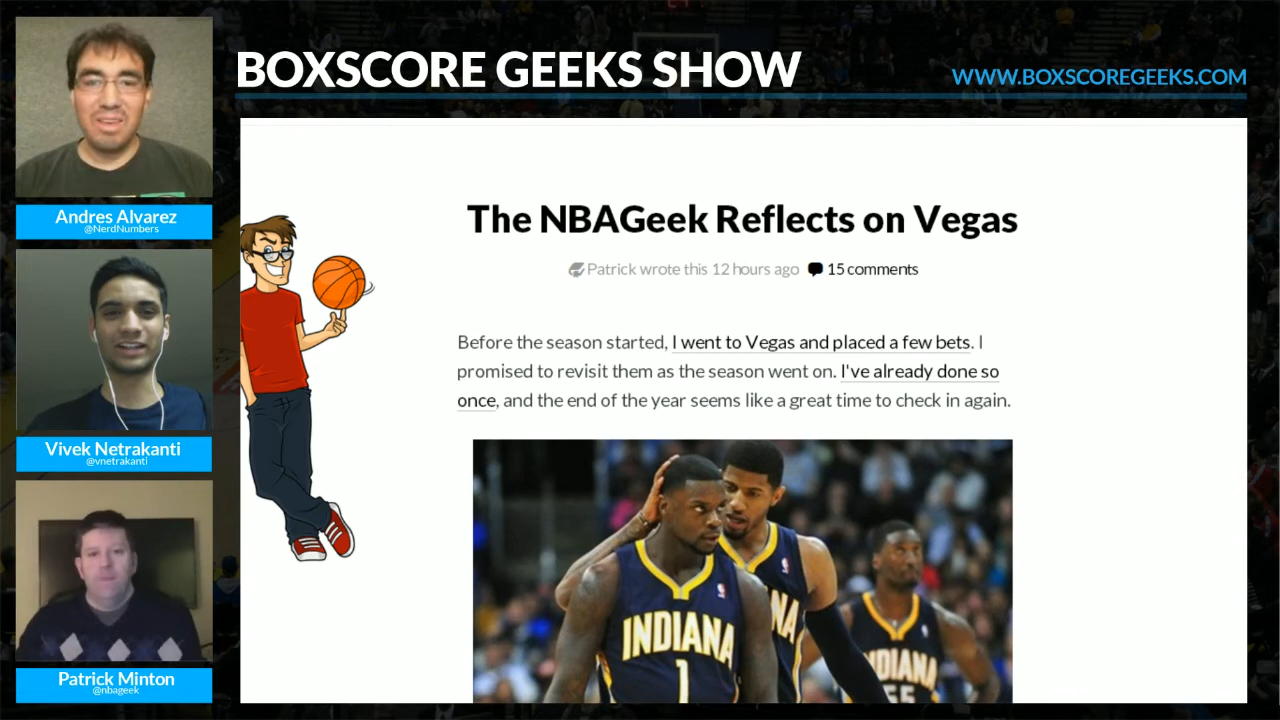 BOXSCORE GEEKS SHOW
WWW.BOXSCOREGEEKS.COM
Andres Alvarez
@NerdNumbers
Vivek Netrakanti
@vnetrakanti
Patrick Minton
@nbageek
The NBAGeek Reflects on Vegas
Patrick wrote this 12 hours ago 15 comments
Before the season started, I went to Vegas and placed a few bets. I
promised to revisit them as the season went on. I've already done so
once, and the end of the year seems like a great time to check in again.
INDIANA
1
INDIANA
55